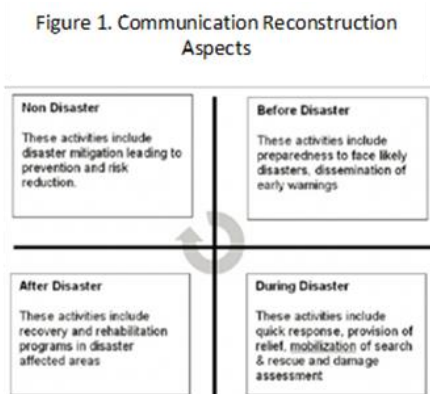 Figure 1. Communication Reconstruction
Aspects
Non Disaster
These activities include
disaster mitigation leading to
prevention and risk
reduction.
Before Disaster
These activities include
preparedness to face likely
disasters, dissemination of
early warnings
After Disaster
These activities include
recovery and rehabilitation
programs in disaster
affected areas
During Disaster
These activities include
quick response, provision of
relief, mobilization of search
& rescue and damage
assessment